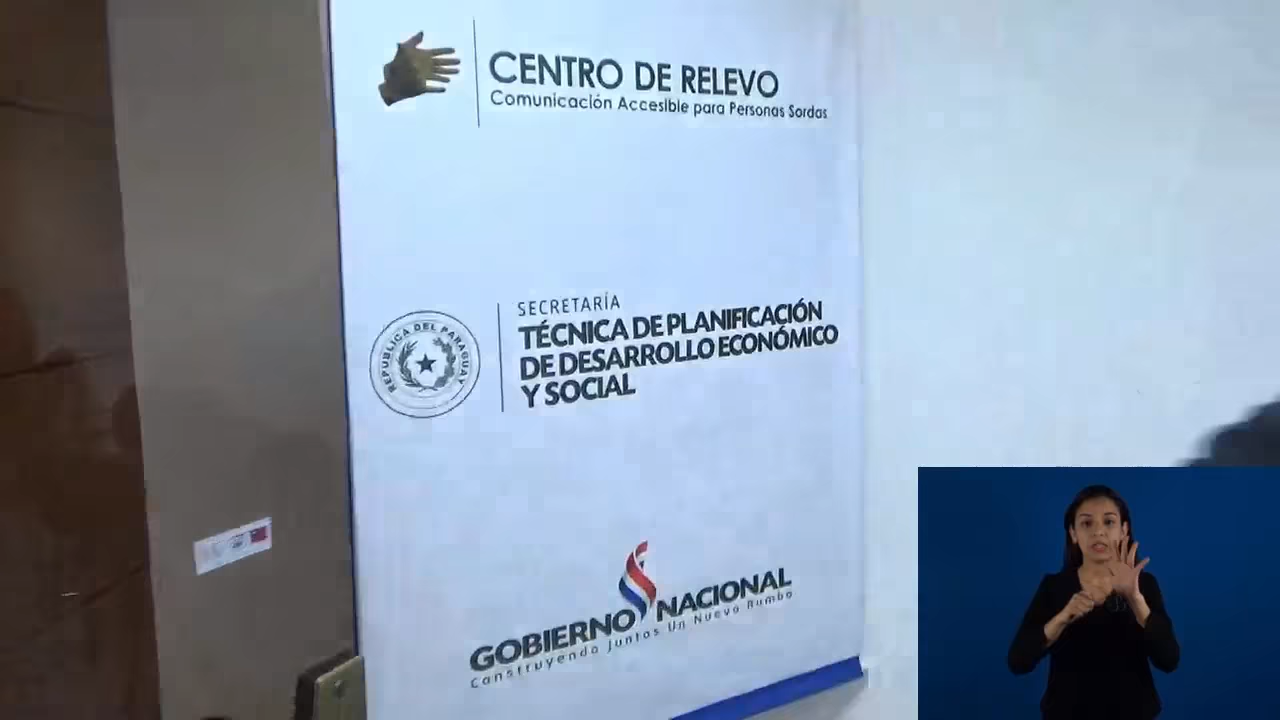 CENTRO DE RELEVO
Comunicación Accesible para Personas Sordas
REPUBLICA DEL PARAGUAY
SECRETARÍA
TÉCNICA DE PLANIFICACIÓN
DE DESARROLLO ECONÓMICO
Y SOCIAL
GOBIERNO NACIONAL
Construyendo Juntos Un Nuevo Rumbo